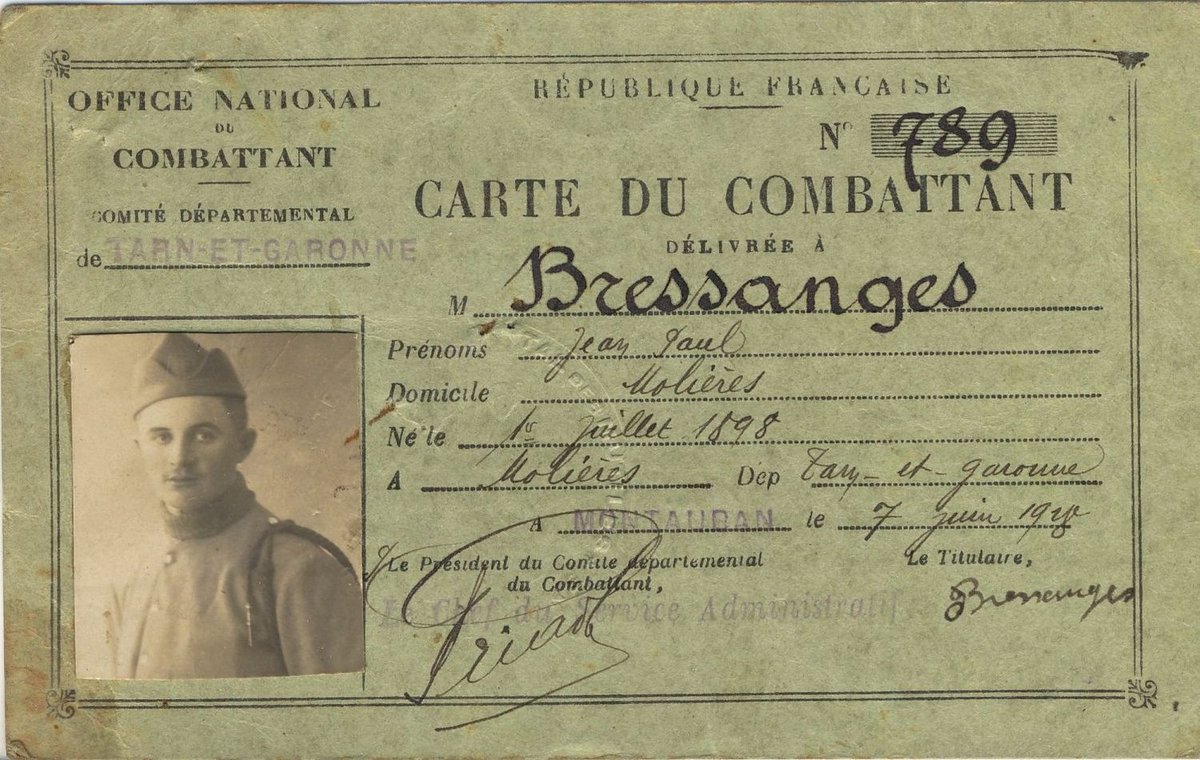 OFFICE NATIONAL
DU
COMBATTANT
COMITÉ DÉPARTEMENTAL
de TARN-ET-GARONNE
RÉPUBLIQUE FRANÇAISE
N° 789
CARTE DU COMBATTANT
DÉLIVRÉE À
M Bressanges
Prénoms Jean Paul
Domicile Molières
Né le 1er Juillet 1898
A Molières Dép Tarn-et-Garonne
A MONTAUBAN le 7 Juin
Le Président du Comité départemental
du Combattant,
Le Chef du Service Administratif
Le Titulaire,
Bressanges